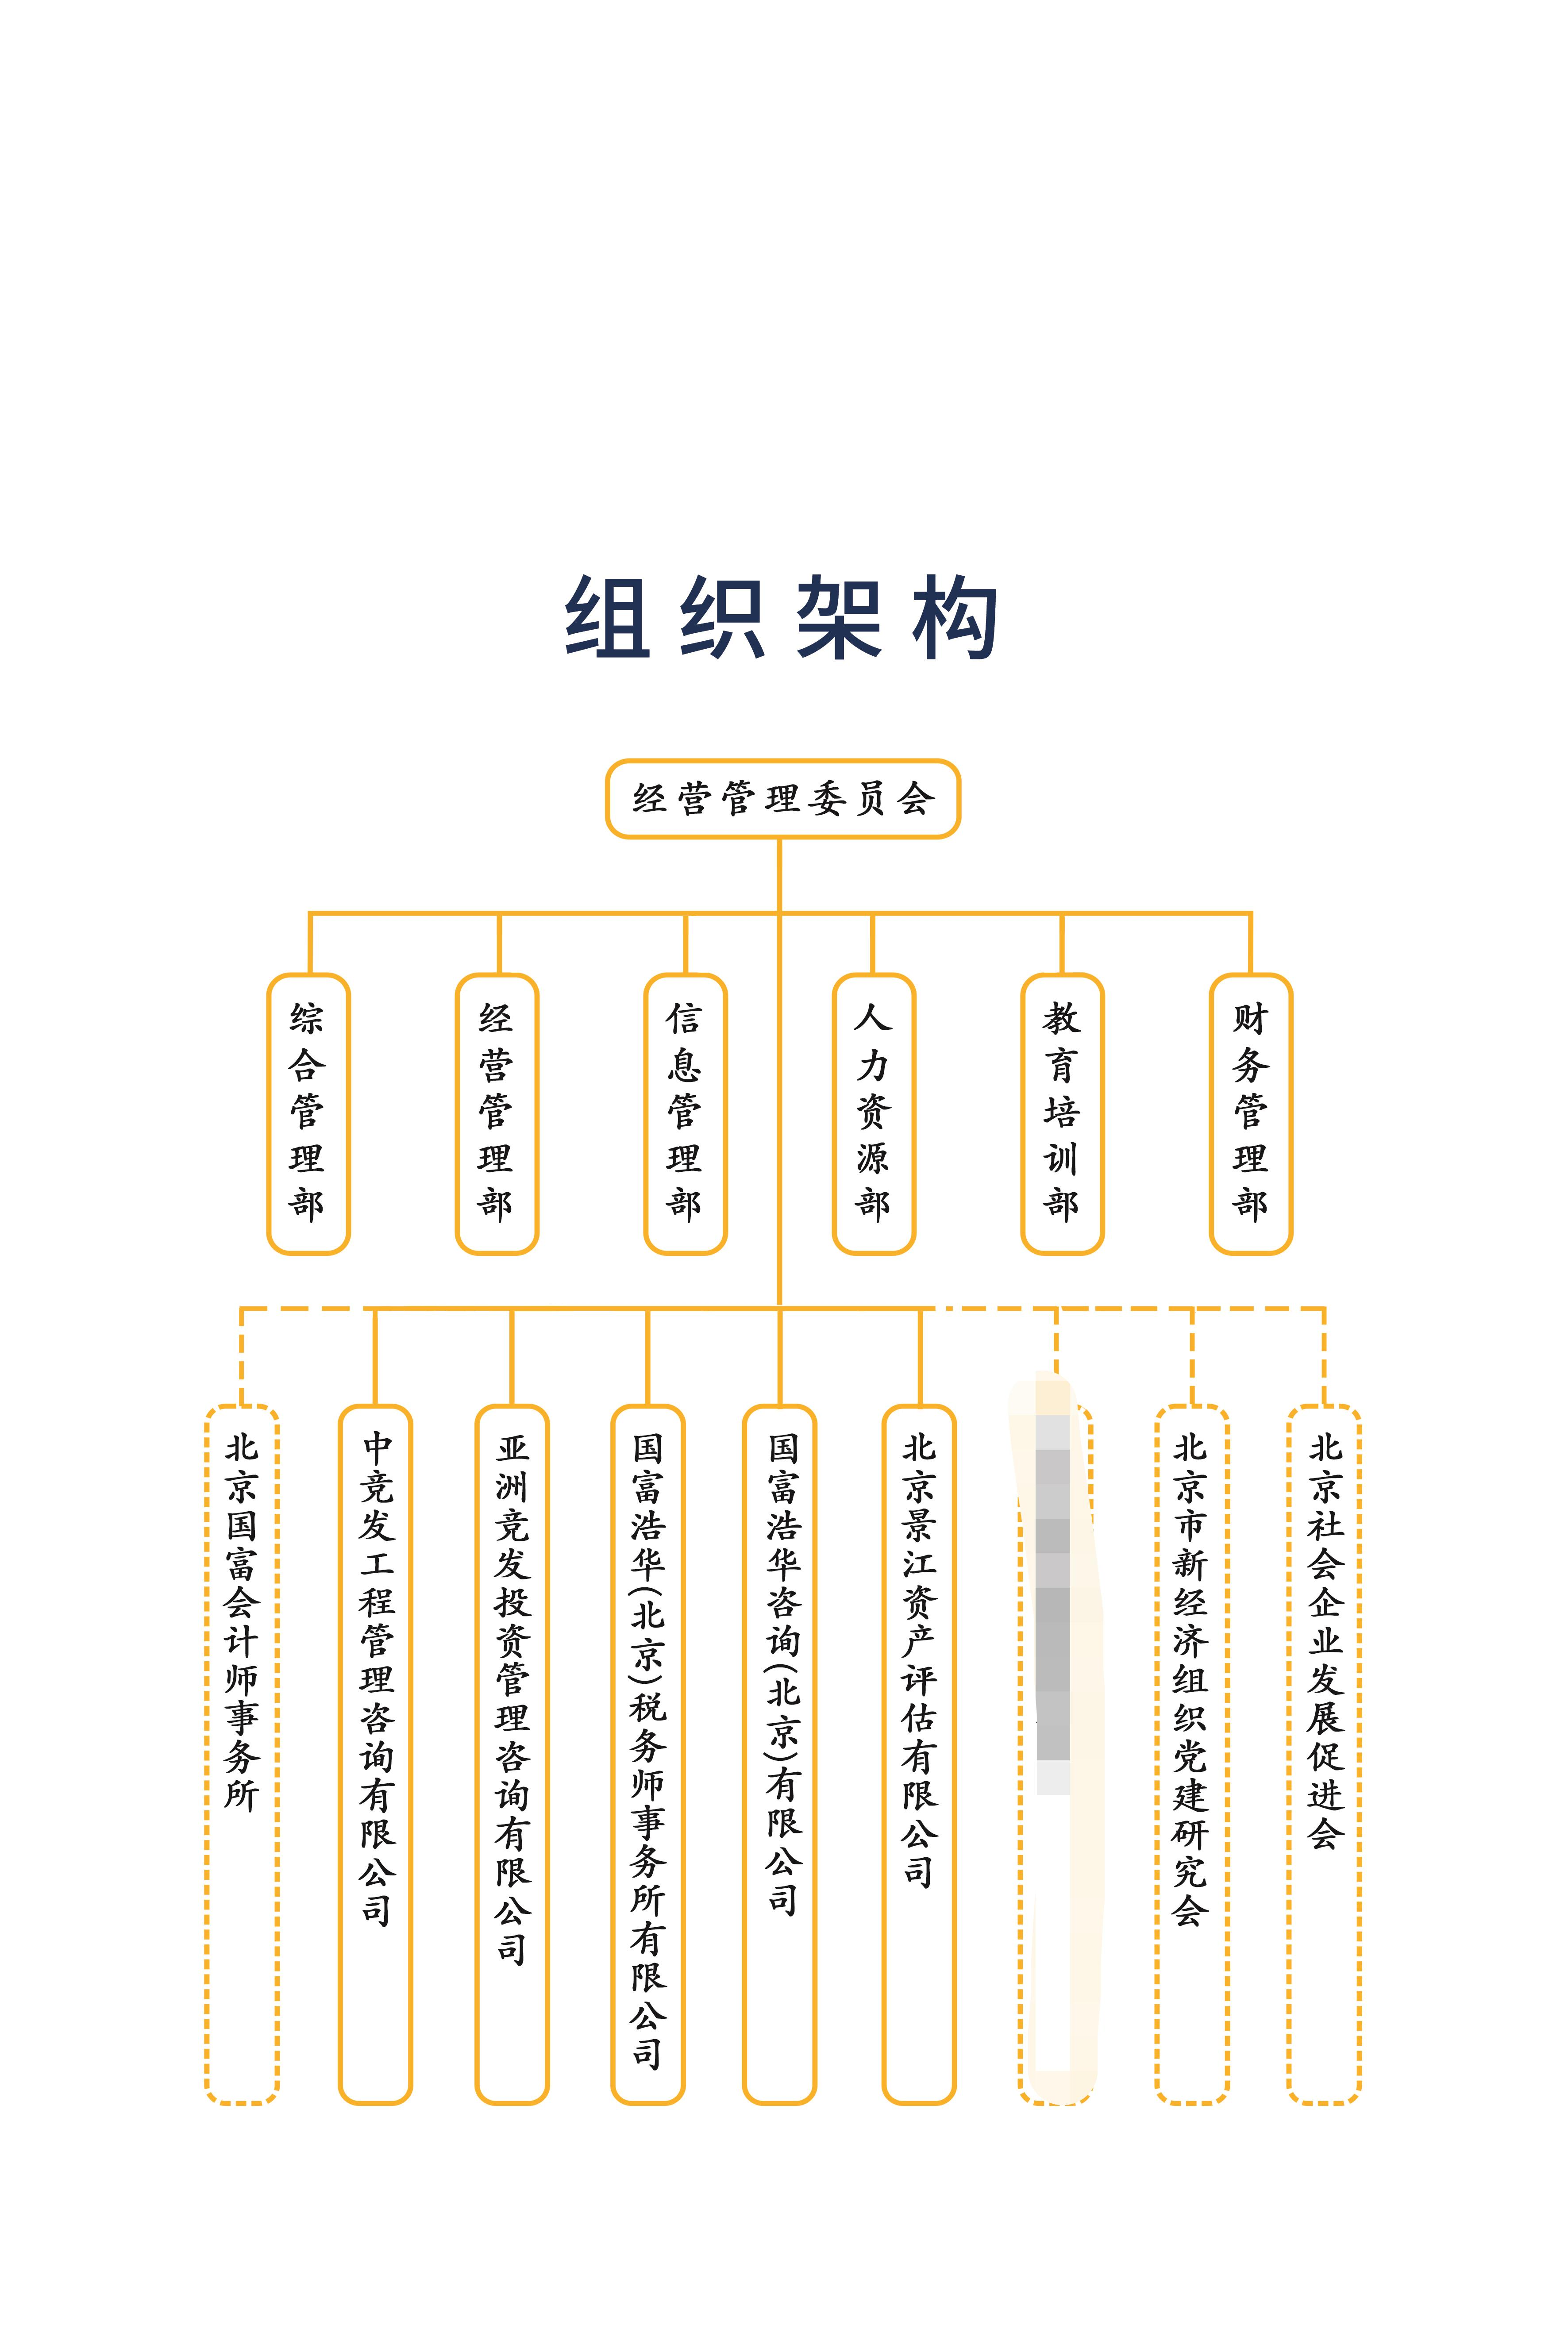 组织架构
经营管理委员会
综合管理部
经营管理部
信息管理部
人力资源部
教育培训部
财务管理部
北京国富会计师事务所
中竞发工程管理咨询有限公司
亚洲竞发投资管理咨询有限公司
国富浩华(北京)税务师事务所有限公司
国富浩华咨询(北京)有限公司
北京景江资产评估有限公司
北京市新经济组织党建研究会
北京社会企业发展促进会